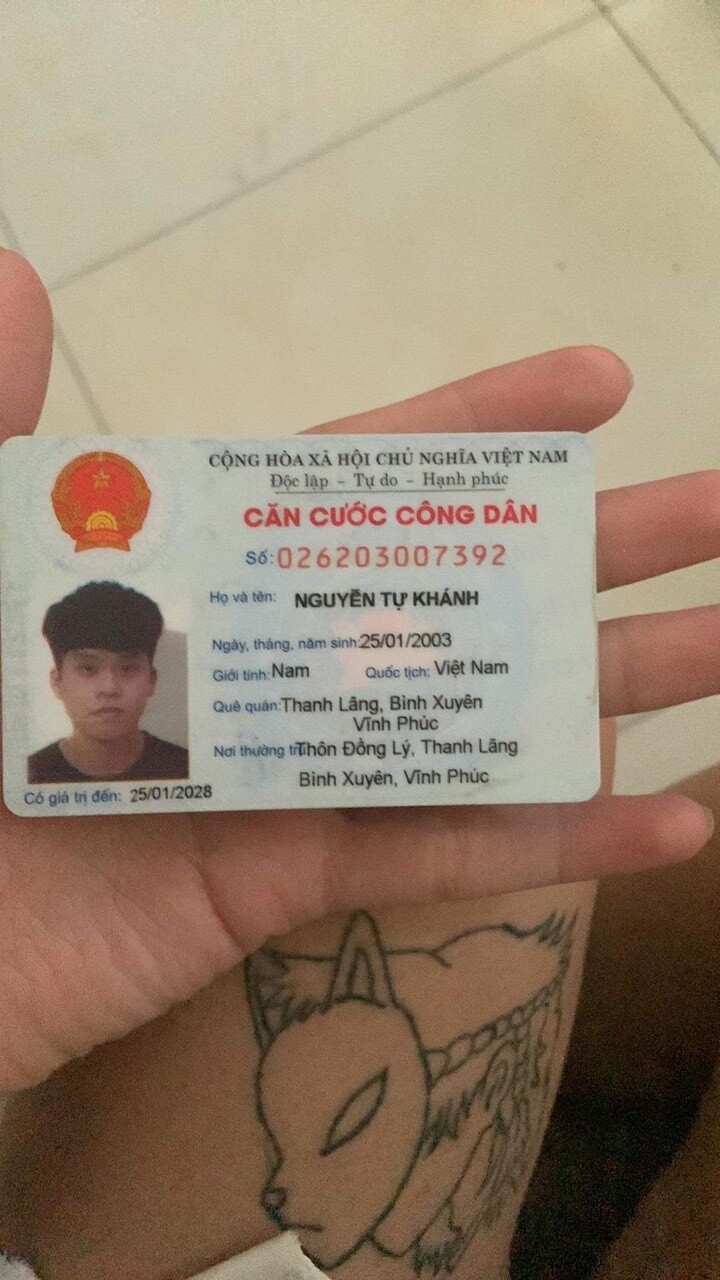 CỘNG HÒA XÃ HỘI CHỦ NGHĨA VIỆT NAM
Độc lập - Tự do - Hạnh phúc
CĂN CƯỚC CÔNG DÂN
Số: 026203007392
Họ và tên: NGUYỄN TỰ KHÁNH
Ngày, tháng, năm sinh: 25/01/2003
Giới tính: Nam Quốc tịch: Việt Nam
Quê quán: Thanh Lãng, Bình Xuyên
Vĩnh Phúc
Nơi thường trú: Thôn Đồng Lý, Thanh Lãng
Bình Xuyên, Vĩnh Phúc
Có giá trị đến: 25/01/2028